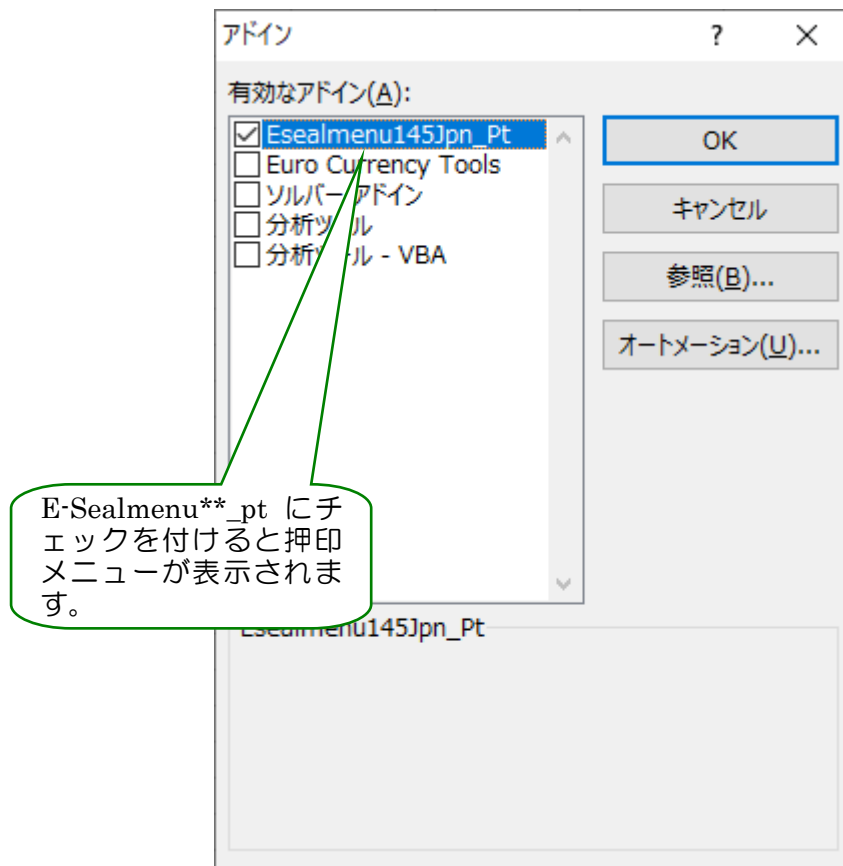 アドイン
有効なアドイン(A):
Esealmenu145Jpn_Pt
Euro Currency Tools
ソルバー アドイン
分析ツール
分析ツール - VBA
OK
キャンセル
参照(B)...
オートメーション(U)...
E-Sealmenu**_pt にチ
ェックを付けると押印
メニューが表示されま
す。
Esealmenu145Jpn_Pt